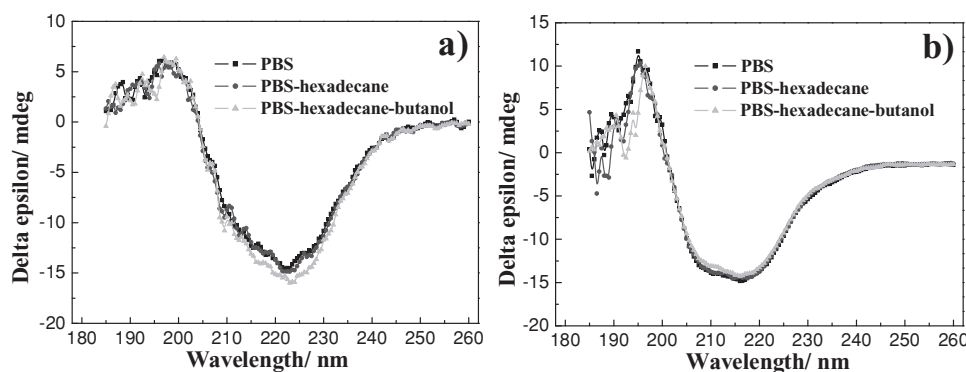 a)
PBS
PBS-hexadecane
PBS-hexadecane-butanol
10
5
0
-5
-10
-15
-20
Delta epsilon/ mdeg
180 190 200 210 220 230 240 250 260
Wavelength/ nm
b)
PBS
PBS-hexadecane
PBS-hexadecane-butanol
15
10
5
0
-5
-10
-15
-20
Delta epsilon/ mdeg
180 190 200 210 220 230 240 250 260
Wavelength/ nm